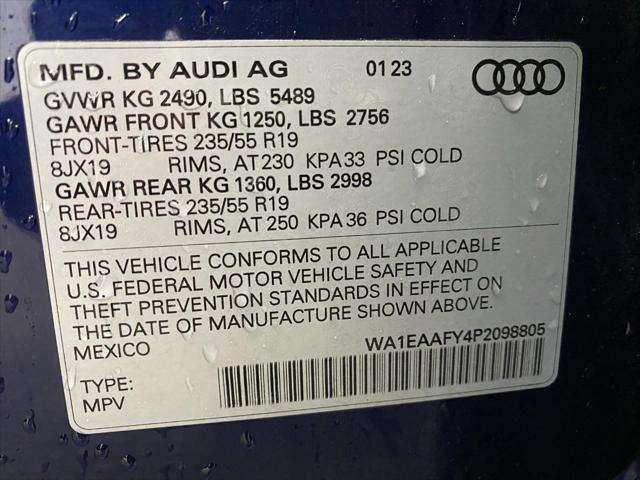 MFD. BY AUDI AG 01 23
GVWR KG 2490, LBS 5489
GAWR FRONT KG 1250, LBS 2756
FRONT-TIRES 235/55 R19
8JX19 RIMS, AT 230 KPA 33 PSI COLD
GAWR REAR KG 1360, LBS 2998
REAR-TIRES 235/55 R19
8JX19 RIMS, AT 250 KPA 36 PSI COLD
THIS VEHICLE CONFORMS TO ALL APPLICABLE
U.S. FEDERAL MOTOR VEHICLE SAFETY AND
THEFT PREVENTION STANDARDS IN EFFECT ON
THE DATE OF MANUFACTURE SHOWN ABOVE.
MEXICO WA1EAAFY4P2098805
TYPE:
MPV